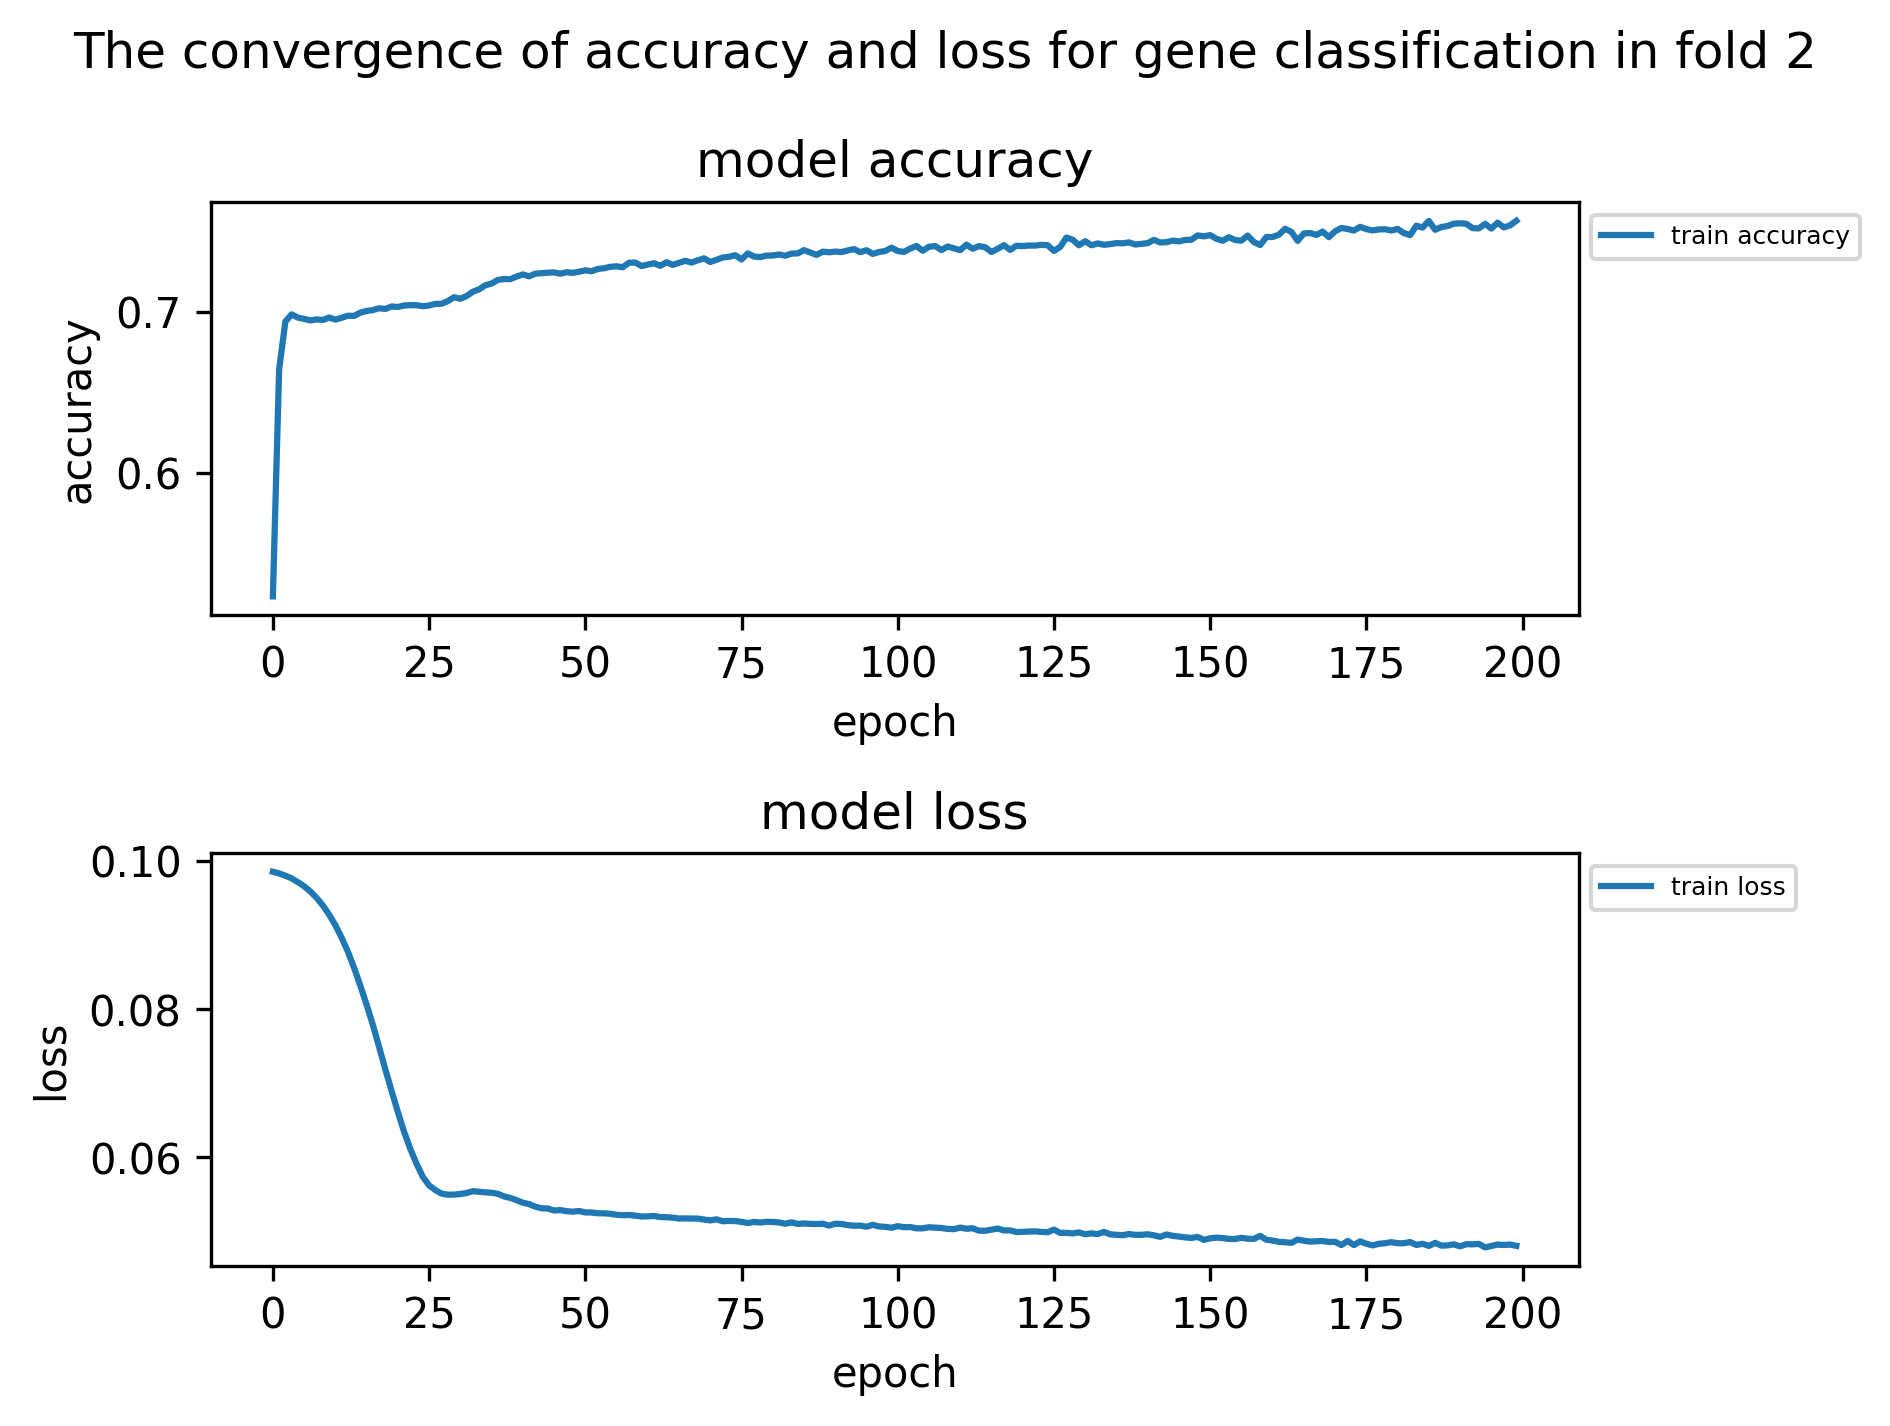 The convergence of accuracy and loss for gene classification in fold 2
model accuracy
train accuracy
0.7
0.6
accuracy
0 25 50 75 100 125 150 175 200
epoch
model loss
train loss
0.10
0.08
0.06
loss
0 25 50 75 100 125 150 175 200
epoch